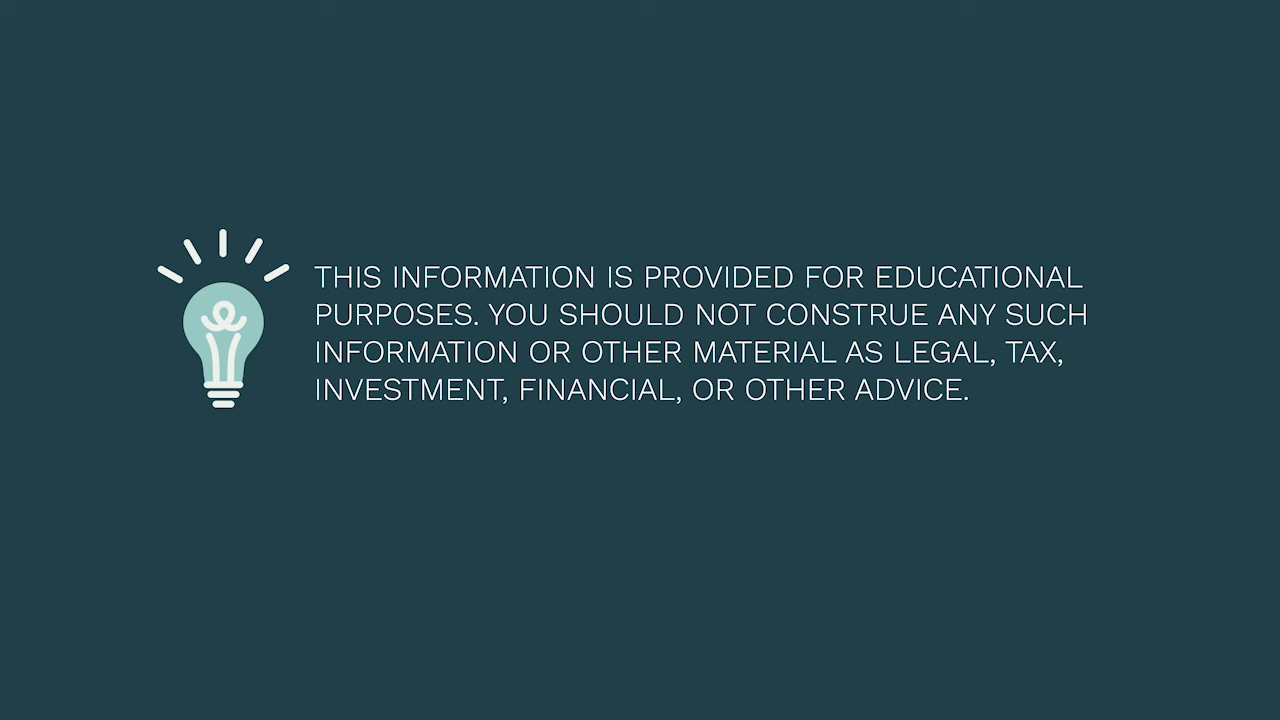 THIS INFORMATION IS PROVIDED FOR EDUCATIONAL
PURPOSES. YOU SHOULD NOT CONSTRUE ANY SUCH
INFORMATION OR OTHER MATERIAL AS LEGAL, TAX,
INVESTMENT, FINANCIAL, OR OTHER ADVICE.